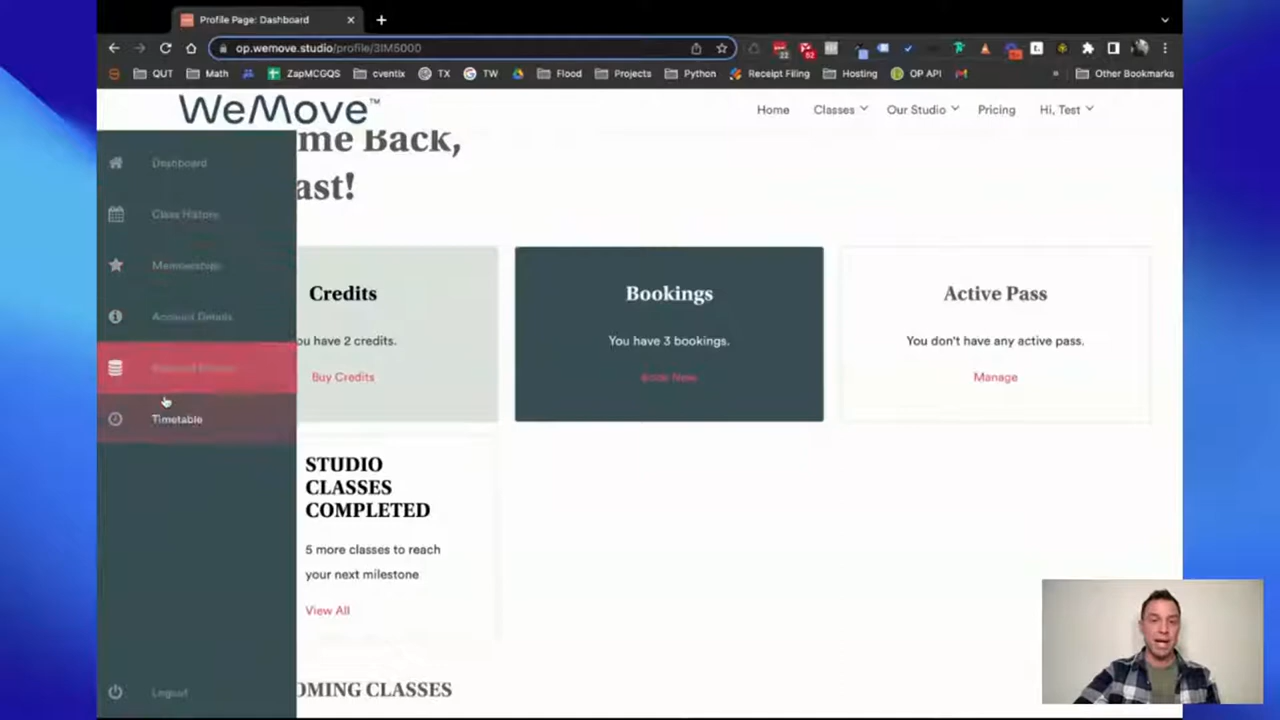 Profile Page: Dashboard
op.wemove.studio/profile/3IM5000
QUT Math ZapMCGQS cventix TX TW Flood Projects Python Receipt Filing Hosting OP API » Other Bookmarks
WeMove™
Home Classes Our Studio Pricing Hi, Test
me Back,
ast!
Dashboard
Class History
Memberships
Account Details
Timetable
Logout
Credits
ou have 2 credits.
Buy Credits
Bookings
You have 3 bookings.
Book Now
Active Pass
You don't have any active pass.
Manage
STUDIO
CLASSES
COMPLETED
5 more classes to reach
your next milestone
View All
OMING CLASSES